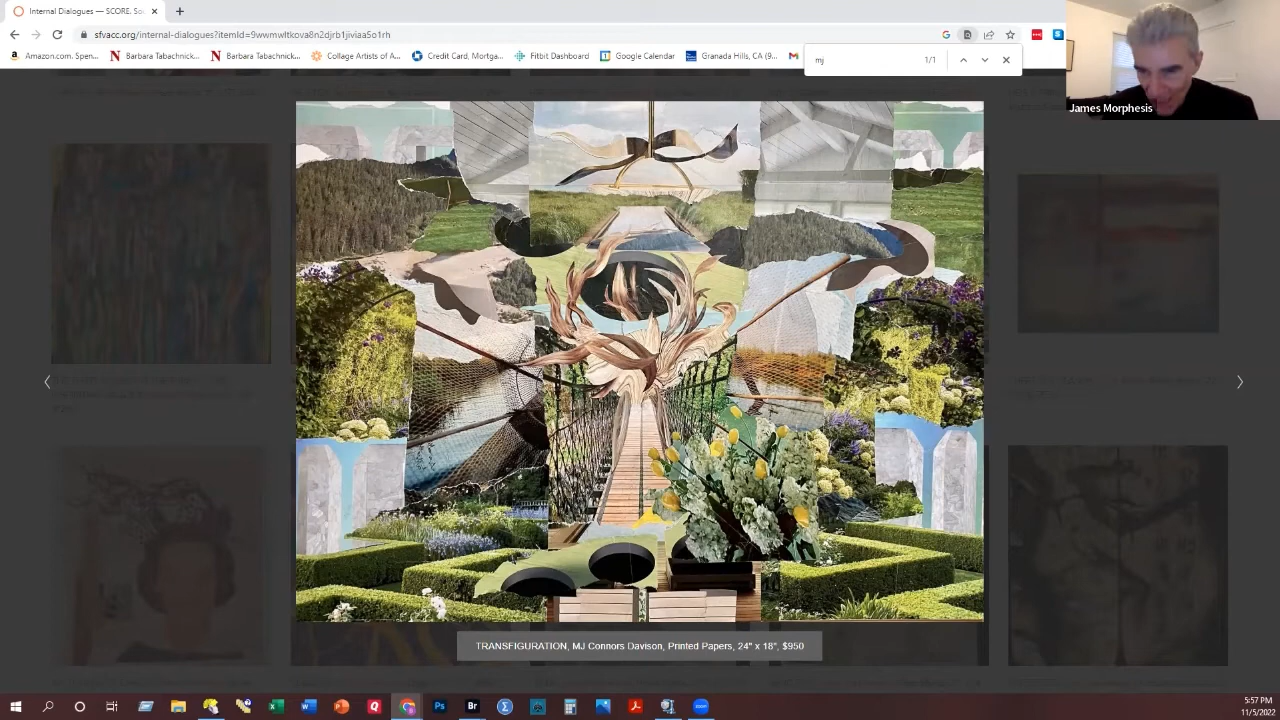 Internal Dialogues — SCORE. So
sfvacc.org/internal-dialogues?itemId=9wwmwltkova8n2djrb1jiviaa5o1rh
Amazon.com. Spen...
Barbara Tabachnick...
Barbara Tabachnick...
Collage Artists of A...
Credit Card, Mortga...
Fitbit Dashboard
Google Calendar
Granada Hills, CA (9...
mj
1/1
James Morphesis
TRANSFIGURATION, MJ Connors Davison, Printed Papers, 24" x 18", $950
5:57 PM
11/5/2022